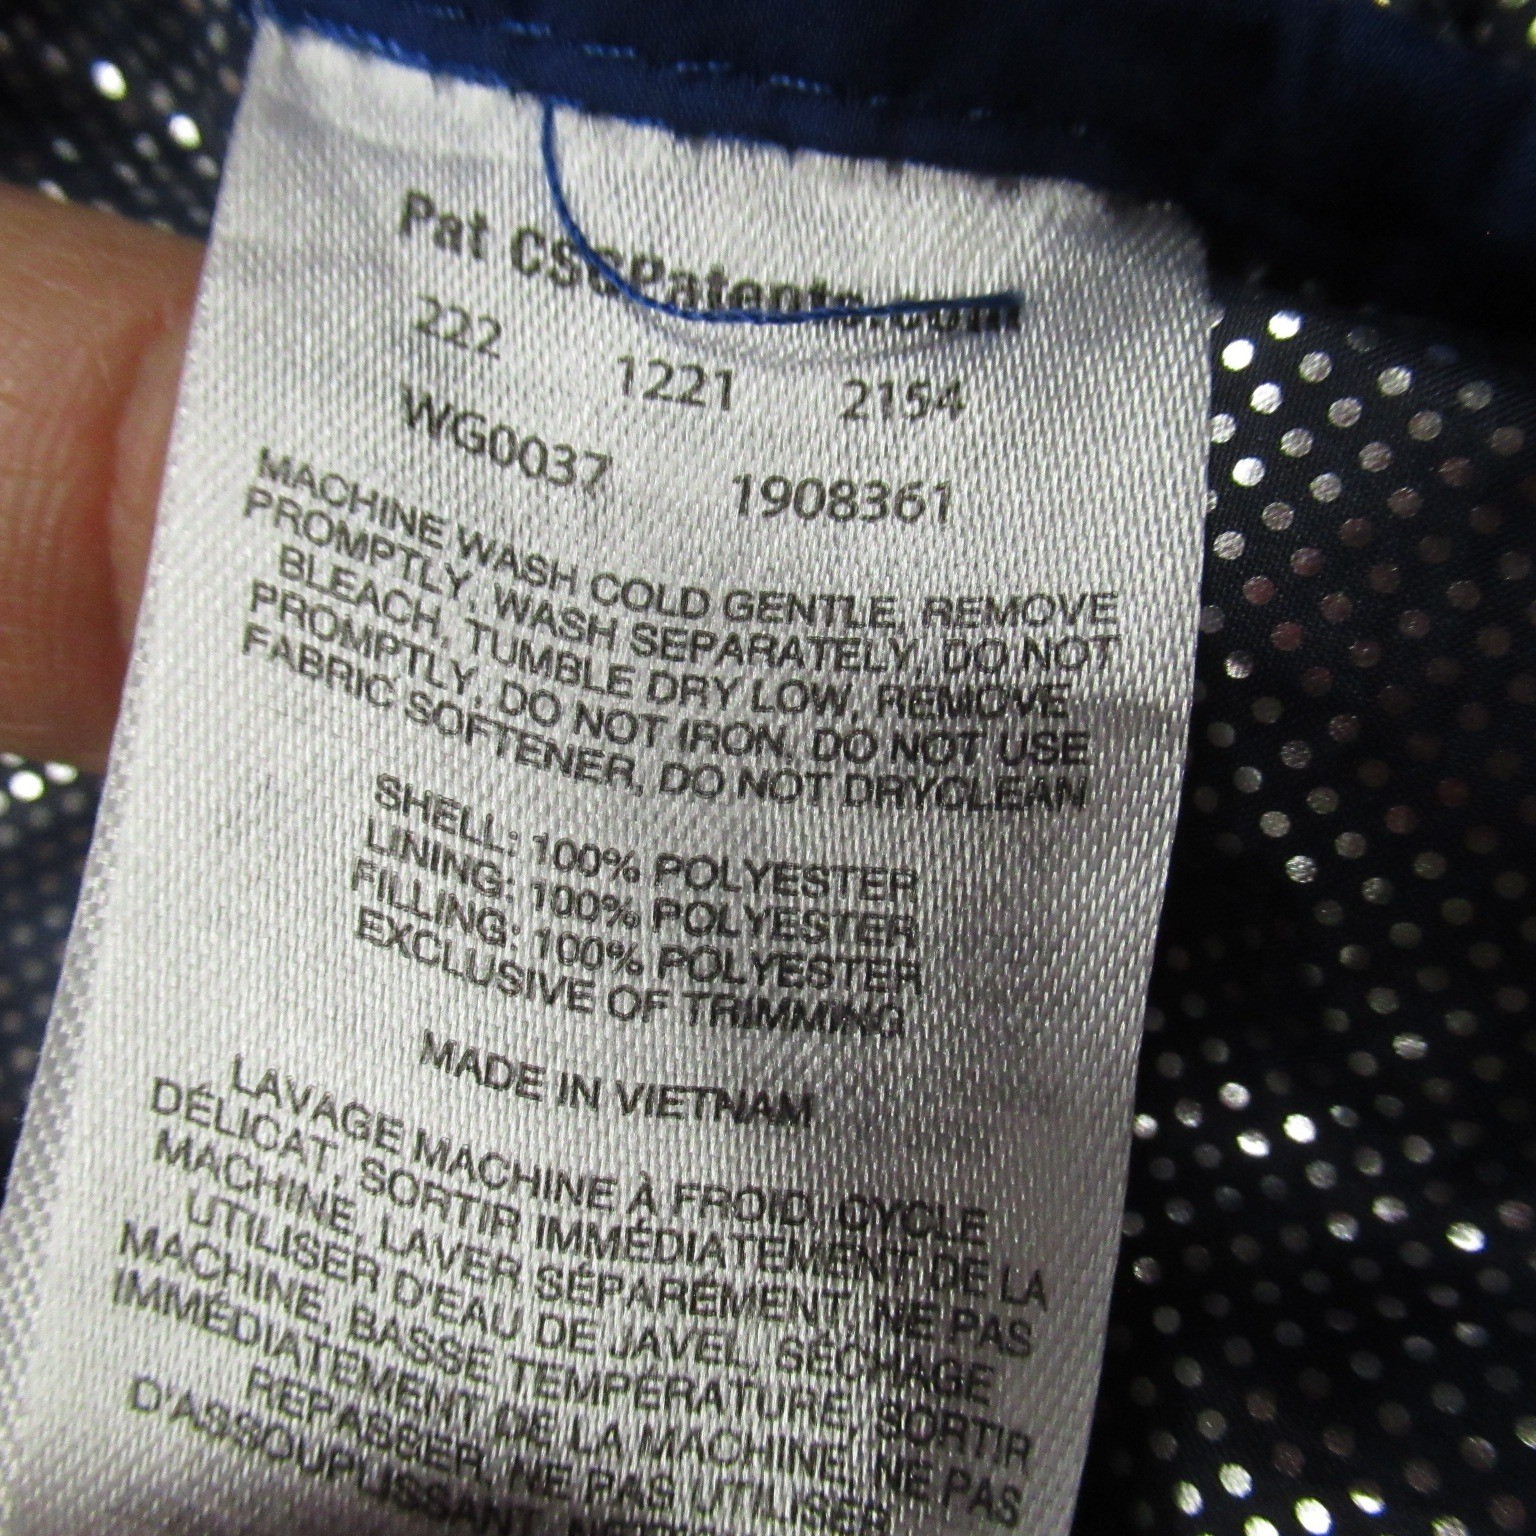 Pat CSCPatents.com
222 1221 2154
WG0037 1908361
MACHINE WASH COLD GENTLE, REMOVE
PROMPTLY, WASH SEPARATELY, DO NOT
BLEACH, TUMBLE DRY LOW, REMOVE
PROMPTLY, DO NOT IRON, DO NOT USE
FABRIC SOFTENER, DO NOT DRYCLEAN
SHELL: 100% POLYESTER
LINING: 100% POLYESTER
FILLING: 100% POLYESTER
EXCLUSIVE OF TRIMMING
MADE IN VIETNAM
LAVAGE MACHINE À FROID, CYCLE
DÉLICAT, SORTIR IMMÉDIATEMENT DE LA
MACHINE, LAVER SÉPARÉMENT, NE PAS
UTILISER D'EAU DE JAVEL, SÉCHAGE
MACHINE, BASSE TEMPÉRATURE, SORTIR
IMMÉDIATEMENT DE LA MACHINE, NE PAS
REPASSER, NE PAS UTILISER
D'ASSOUPLISSANT,